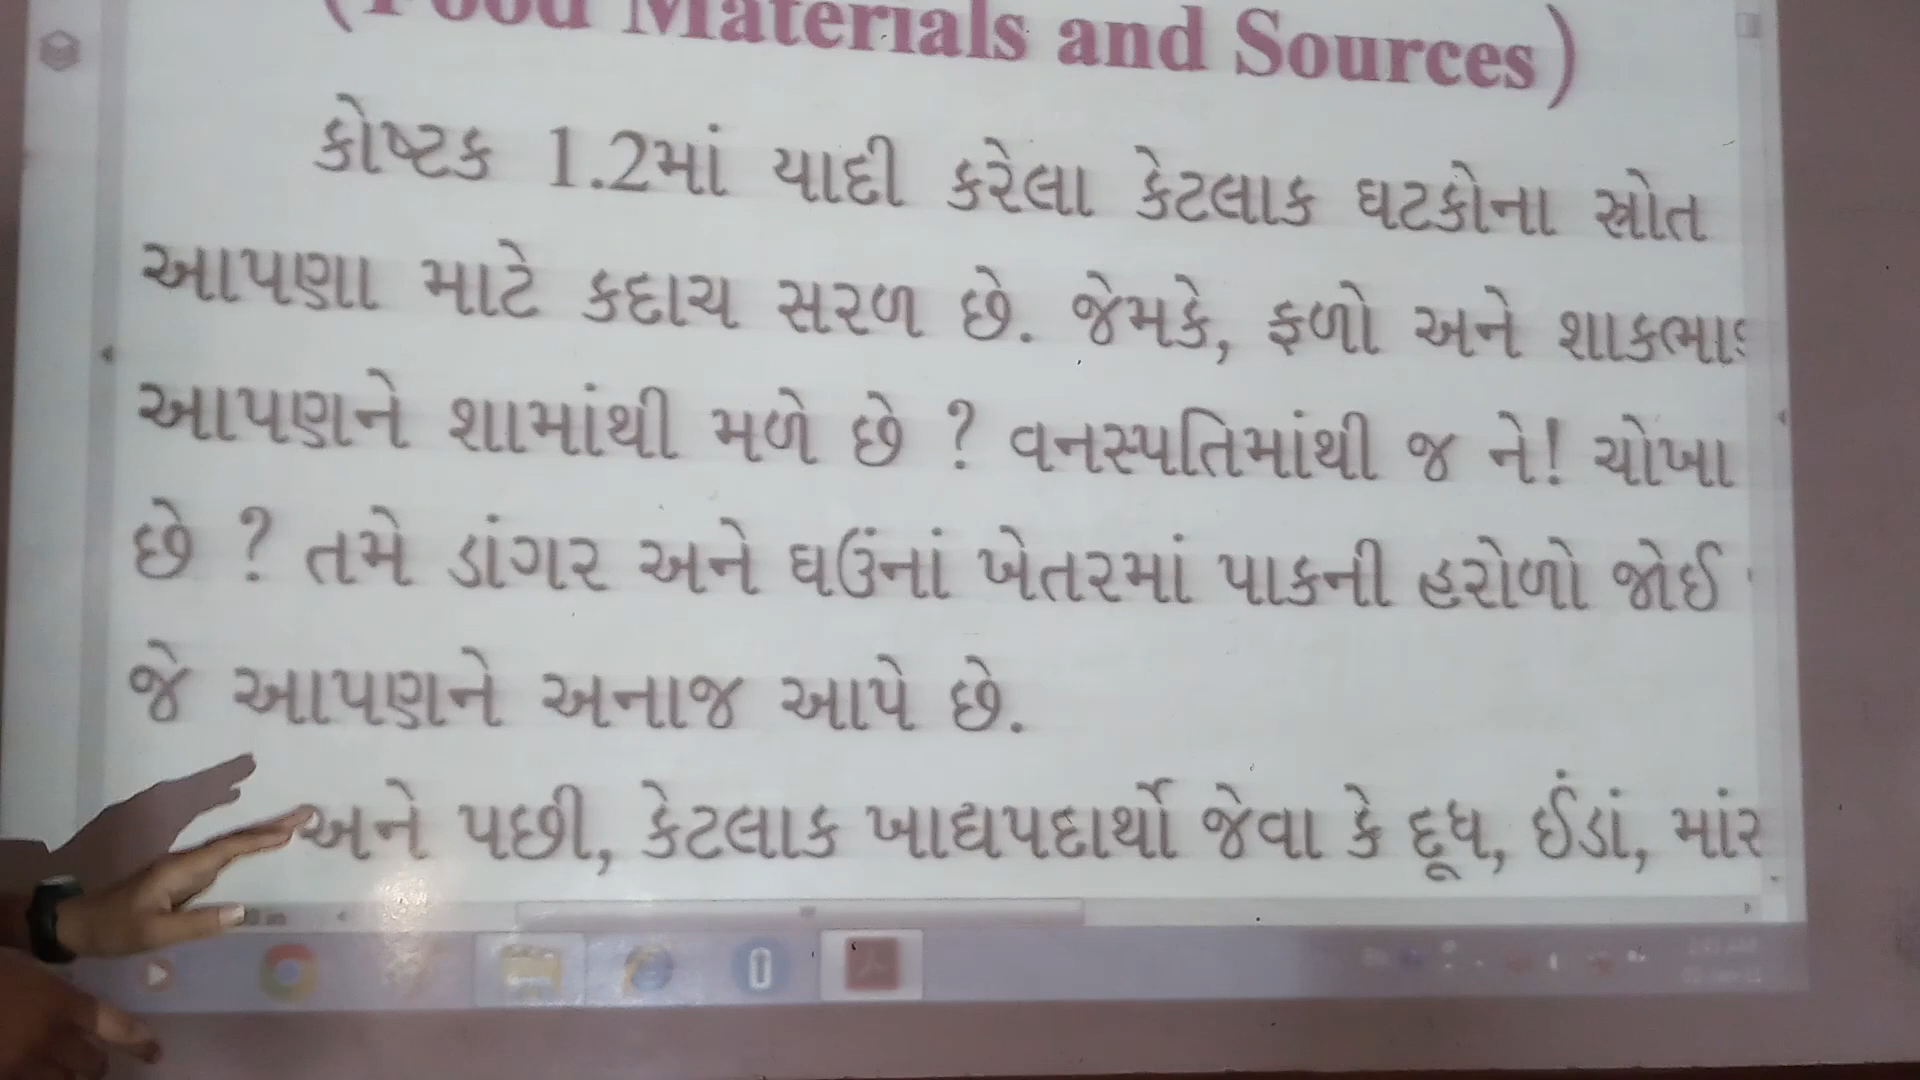 (Food Materials and Sources)
કોષ્ટક 1.2માં યાદી કરેલા કેટલાક ઘટકોના સ્રોત
આપણા માટે કદાચ સરળ છે. જેમકે, ફળો અને
આપણને શામાંથી મળે છે ? વનસ્પતિમાંથી જ ને! ચોખા
છે ? તમે ડાંગર અને ઘઉંનાં ખેતરમાં પાકની હરોળો જોઈ
જે આપણને અનાજ આપે છે.
અને પછી, કેટલાક ખાદ્યપદાર્થો જેવા કે દૂધ, ઈંડાં,